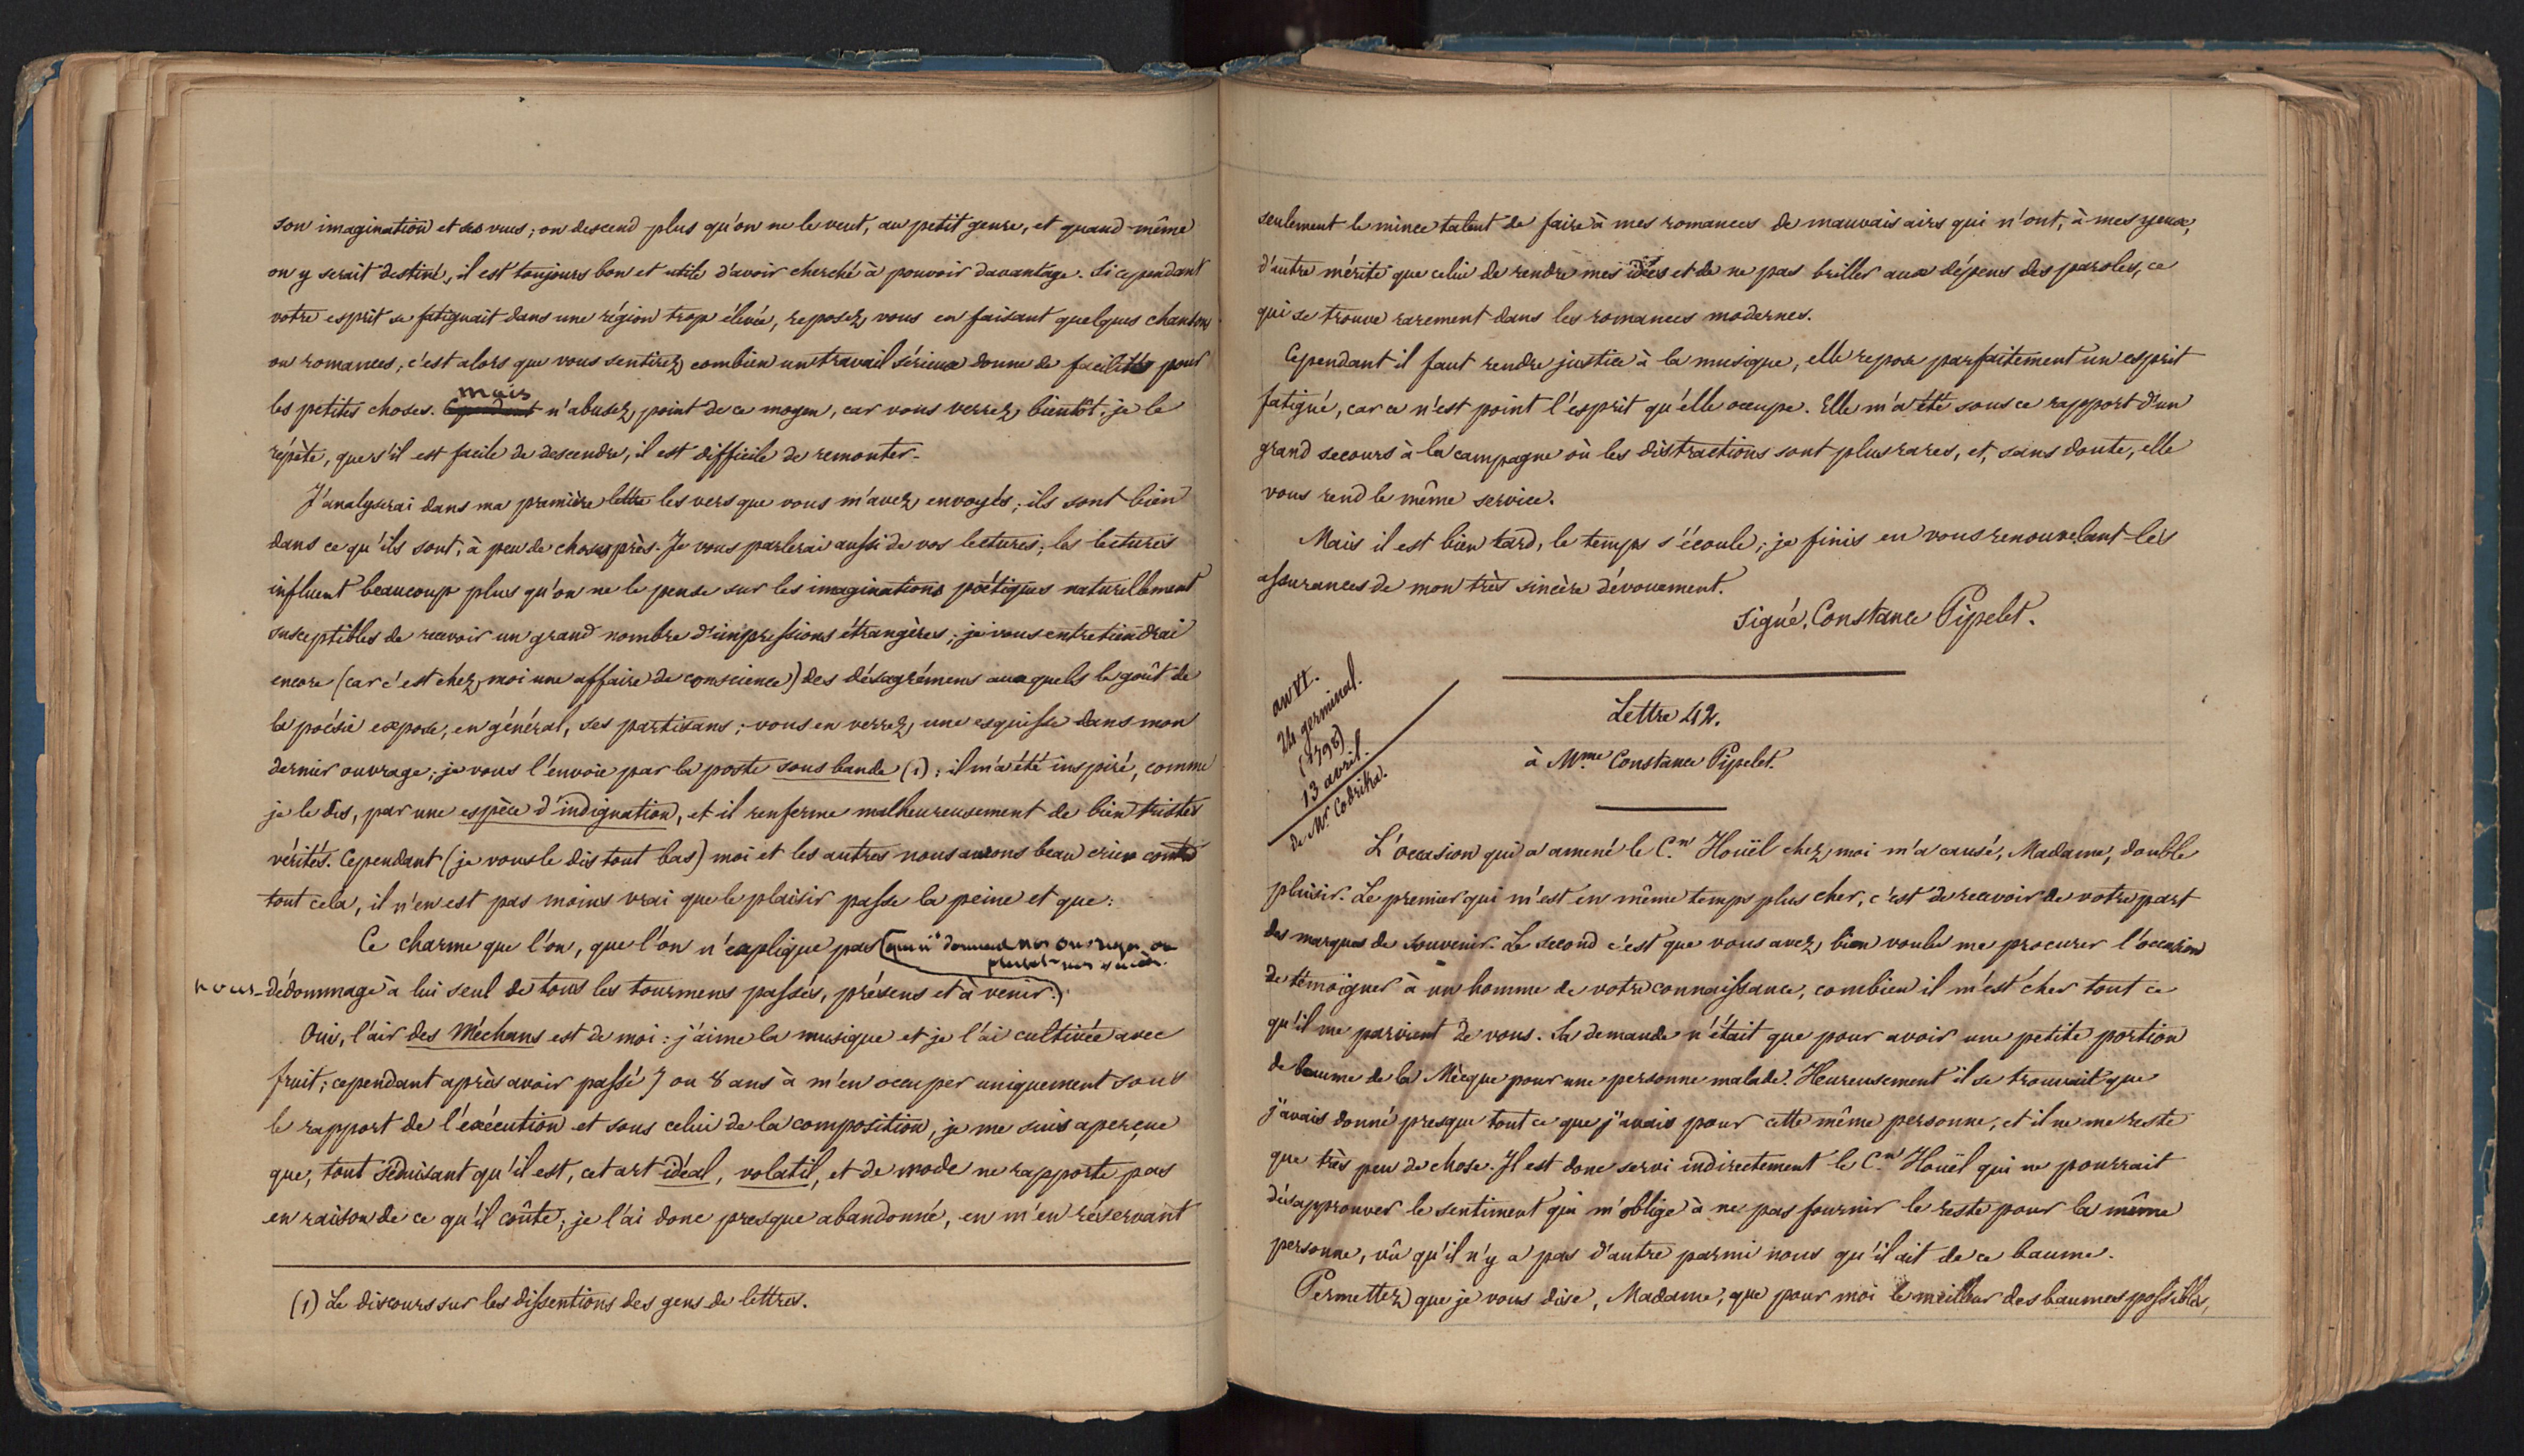 son imagination et ses vues; on descend plus qu'on ne le veut, au petit genre, et quand même
on y serait destiné, il est toujours bon et utile d'avoir cherché à pouvoir davantage. Si cependant
votre esprit se fatiguait dans une région trop élevée, reposez vous en faisant quelques chansons
ou romances; c'est alors que vous sentirez combien un travail sérieux donne de facilités pour
mais
les petites choses. Cependant n'abusez point de ce moyen, car vous verrez bientôt, je le
répète, que s'il est facile de descendre, il est difficile de remonter.
J'analyserai dans ma première lettre les vers que vous m'avez envoyés; ils sont bien
dans ce qu'ils sont, à peu de choses près. Je vous parlerai aussi de vos lectures; les lectures
influent beaucoup plus qu'on ne le pense sur les imaginations poétiques naturellement
susceptibles de recevoir un grand nombre d'impressions étrangères; je vous entretiendrai
encore (car c'est chez moi une affaire de conscience) des désagrémens auxquels le goût de
la poésie expose, en général, ses partisans; vous en verrez une esquisse dans mon
dernier ouvrage; je vous l'envoie par la poste sous bande (1); il m'a été inspiré, comme
je le dis, par une espèce d'indignation, et il renferme malheureusement de bien tristes
vérités. Cependant (je vous le dis tout bas) moi et les autres nous aurons beau crier contre
tout cela, il n'en est pas moins vrai que le plaisir passe la peine et que:
Ce charme que l'on, que l'on n'explique pas (que donnent nos ouvrages ou
plutôt nos succès.
nous dédommage à lui seul de tous les tourmens passés, présens et à venir.)
Oui, l'air des Méchans est de moi: j'aime la musique et je l'ai cultivée avec
fruit; cependant après avoir passé 7 ou 8 ans à m'en occuper uniquement sous
le rapport de l'éxécution et sous celui de la composition, je me suis aperçue
que, tout séduisant qu'il est, cet art idéal, volatil, et de mode ne rapporte pas
en raison de ce qu'il coûte; je l'ai donc presque abandonné, en m'en réservant
(1) Le discours sur les dissentions des gens de lettres.
seulement le mince talent de faire à mes romances de mauvais airs qui n'ont, à mes yeux,
d'autre mérite que celui de rendre mes idées et de ne pas briller aux dépens des paroles, ce
qui se trouve rarement dans les romances modernes.
Cependant il faut rendre justice à la musique, elle repose parfaitement un esprit
fatigué, car ce n'est point l'esprit qu'elle occupe. Elle m'a été sous ce rapport d'un
grand secours à la campagne où les distractions sont plus rares, et, sans doute, elle
vous rend le même service.
Mais il est bien tard, le temps s'écoule; je finis en vous renouvelant les
assurances de mon très sincère dévouement.
Signé, Constance Pipelet.
an VI.
24 germinal.
(1798)
13 avril.
de Mr. Codrika.
Lettre 42.
à Mme. Constance Pipelet.
L'occasion qui a amené le C.en Houël chez moi m'a causé, Madame, double
plaisir. Le premier qui m'est en même temps plus cher, c'est de recevoir de votre part
des marques de souvenir. Le second c'est que vous avez bien voulu me procurer l'occasion
de témoigner à un homme de votre connaissance, combien il m'est cher tout ce
qu'il me parvient de vous. Sa demande n'était que pour avoir une petite portion
de baume de la Mècque pour une personne malade. Heureusement il se trouvait que
j'avais donné presque tout ce que j'avais pour cette même personne, et il ne me reste
que très peu de chose. Il est donc servi indirectement le C.en Houël qui ne pourrait
désapprouver le sentiment qui m'oblige à ne pas fournir le reste pour la même
personne, vû qu'il n'y a pas d'autre parmi nous qu'il ait de ce baume.
Permettez que je vous dise, Madame, que pour moi le meilleur des baumes possibles,